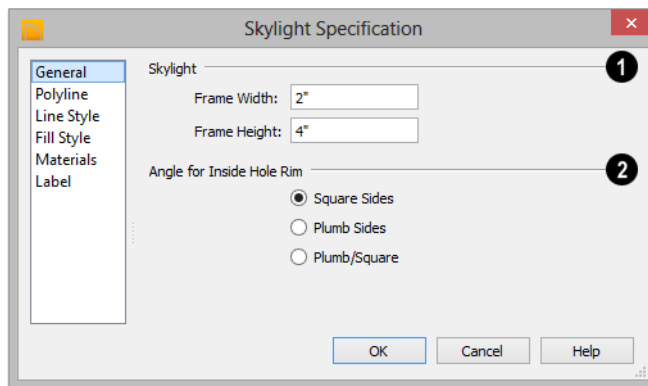 Skylight Specification
×
General
Polyline
Line Style
Fill Style
Materials
Label
Skylight
1
Frame Width: 2"
Frame Height: 4"
Angle for Inside Hole Rim
2
Square Sides
Plumb Sides
Plumb/Square
OK Cancel Help